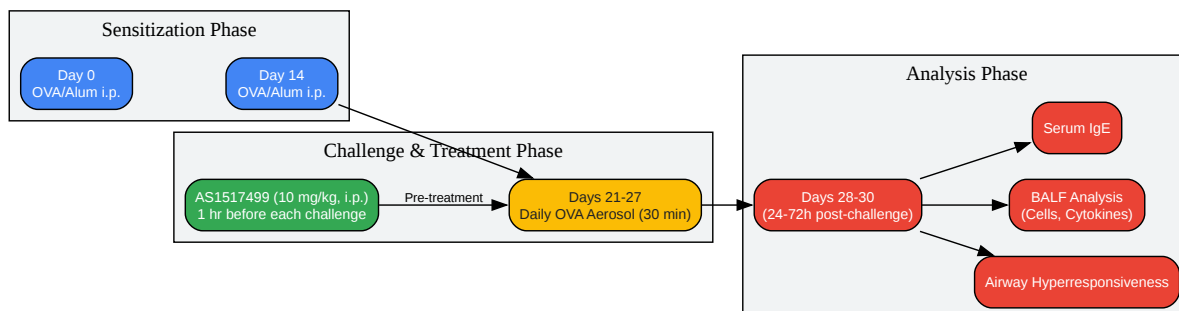 Sensitization Phase
Day 0
OVA/Alum i.p.
Day 14
OVA/Alum i.p.
Challenge & Treatment Phase
AS1517499 (10 mg/kg, i.p.)
1 hr before each challenge
Pre-treatment
Days 21-27
Daily OVA Aerosol (30 min)
Analysis Phase
Days 28-30
(24-72h post-challenge)
Serum IgE
BALF Analysis
(Cells, Cytokines)
Airway Hyperresponsiveness